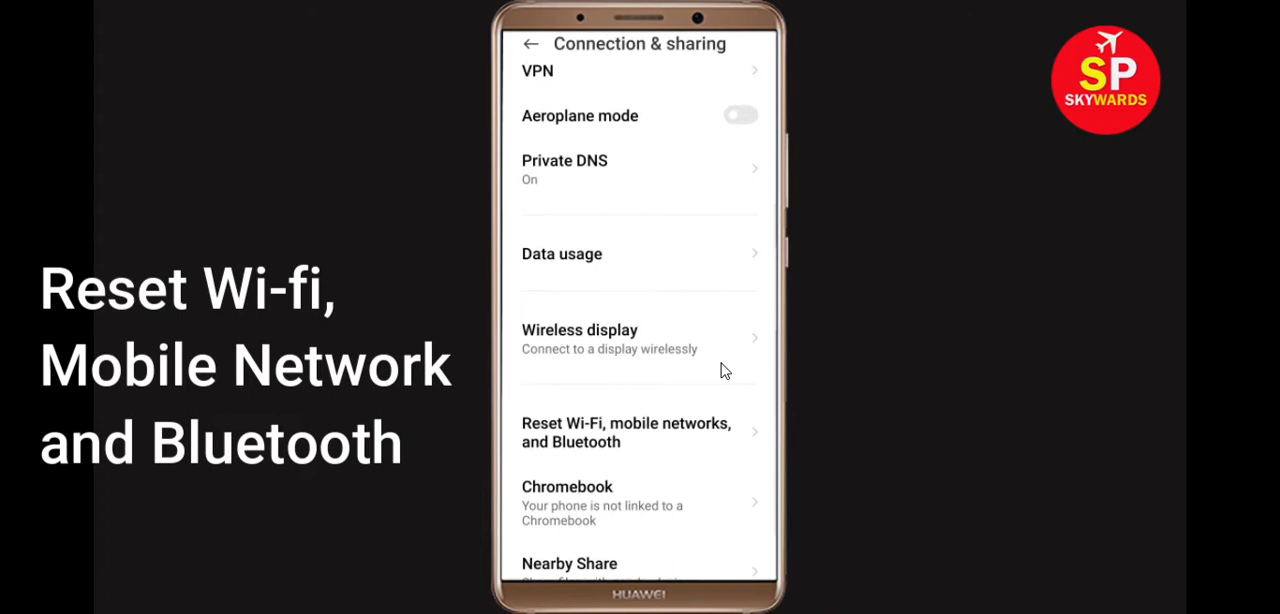 Connection & sharing
VPN
Aeroplane mode
Private DNS
On
Data usage
Wireless display
Connect to a display wirelessly
Reset Wi-Fi, mobile networks,
and Bluetooth
Chromebook
Your phone is not linked to a
Chromebook
Nearby Share
HUAWEI
Reset Wi-fi,
Mobile Network
and Bluetooth
SP
SKYWARDS